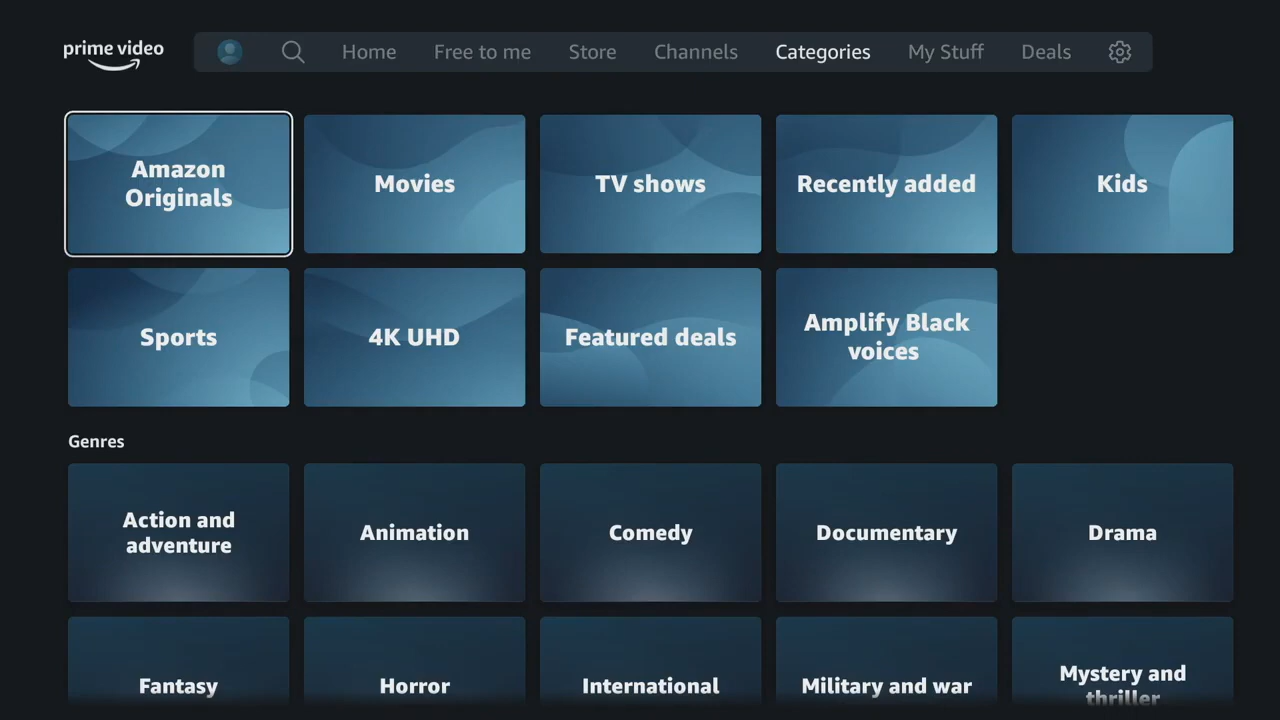 prime video
Home
Free to me
Store
Channels
Categories
My Stuff
Deals
Amazon
Originals
Movies
TV shows
Recently added
Kids
Sports
4K UHD
Featured deals
Amplify Black
voices
Genres
Action and
adventure
Animation
Comedy
Documentary
Drama
Fantasy
Horror
International
Military and war
Mystery and
thriller